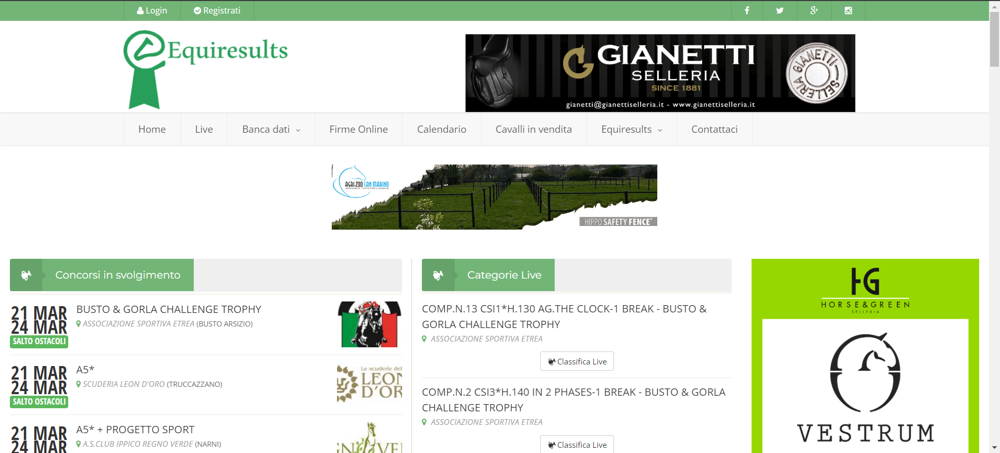 Login
Registrati
Equiresults
GIANETTI
SELLERIA
SINCE 1881
gianetti@gianettiselleria.it - www.gianettiselleria.it
GIANETTI
SELLERIA
Home
Live
Banca dati
Firme Online
Calendario
Cavalli in vendita
Equiresults
Contattaci
AGRI-ZOO SAN MARINO
ZOOTECNICA - TUTTO PER IL CAVALLO
HIPPO SAFETY FENCE®
Concorsi in svolgimento
21 MAR
24 MAR
SALTO OSTACOLI
BUSTO & GORLA CHALLENGE TROPHY
ASSOCIAZIONE SPORTIVA ETREA (BUSTO ARSIZIO)
21 MAR
24 MAR
SALTO OSTACOLI
A5*
SCUDERIA LEON D'ORO (TRUCCAZZANO)
Le scuderie del
LEON
D'OR
21 MAR
24 MAR
A5* + PROGETTO SPORT
A.S.CLUB IPPICO REGNO VERDE (NARNI)
Categorie Live
COMP.N.13 CSI1*H.130 AG.THE CLOCK-1 BREAK - BUSTO &
GORLA CHALLENGE TROPHY
ASSOCIAZIONE SPORTIVA ETREA
Classifica Live
COMP.N.2 CSI3*H.140 IN 2 PHASES-1 BREAK - BUSTO & GORLA
CHALLENGE TROPHY
ASSOCIAZIONE SPORTIVA ETREA
Classifica Live
HG
HORSE&GREEN
SELLERIA
VESTRUM